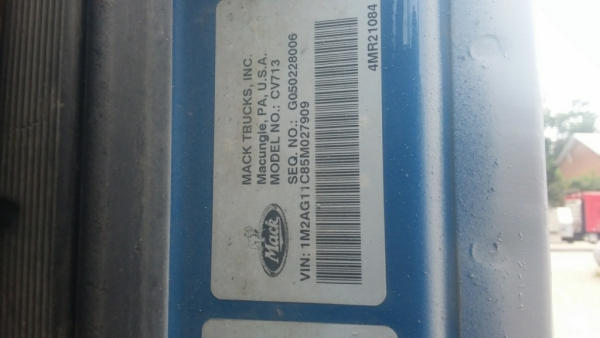 MACK TRUCKS, INC.
Macungie, PA, U.S.A.
MODEL NO.: CV713
SEQ. NO.: G050228006
Mack
VIN: 1M2AG11C85M027909
4MR21084